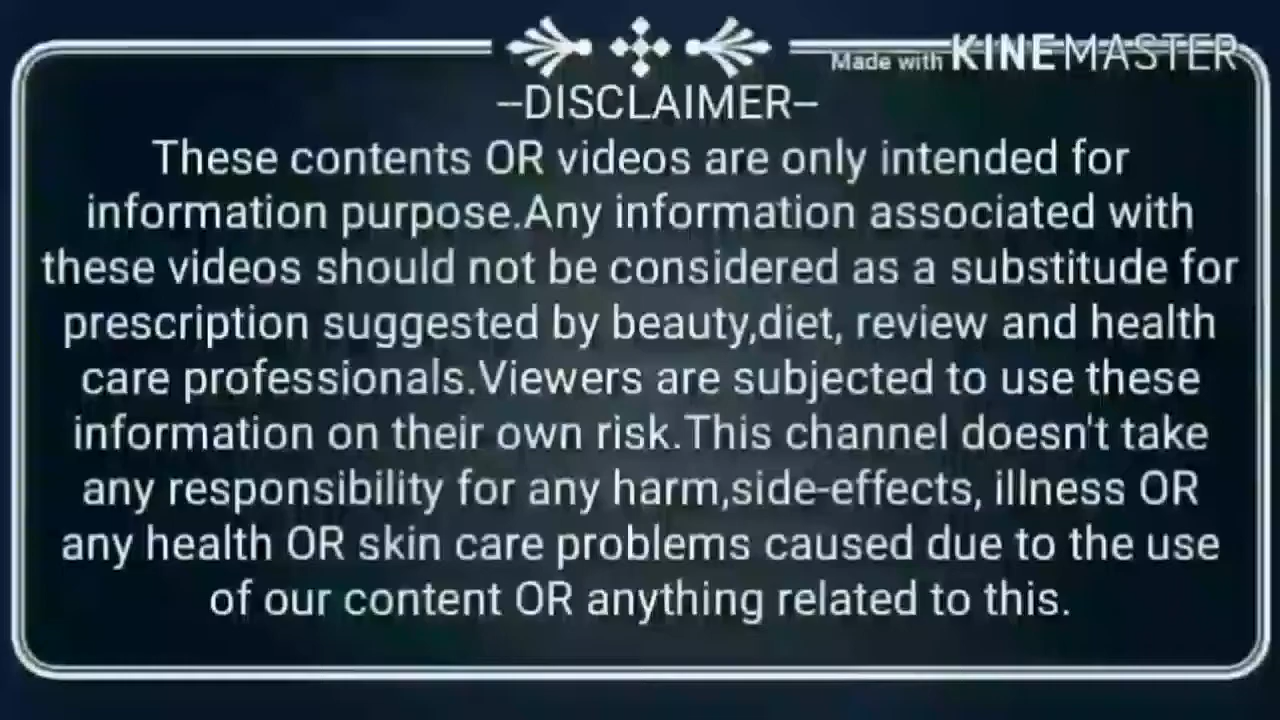 Made with KINEMASTER
--DISCLAIMER--
These contents OR videos are only intended for
information purpose.Any information associated with
these videos should not be considered as a substitude for
prescription suggested by beauty,diet, review and health
care professionals.Viewers are subjected to use these
information on their own risk.This channel doesn't take
any responsibility for any harm,side-effects, illness OR
any health OR skin care problems caused due to the use
of our content OR anything related to this.